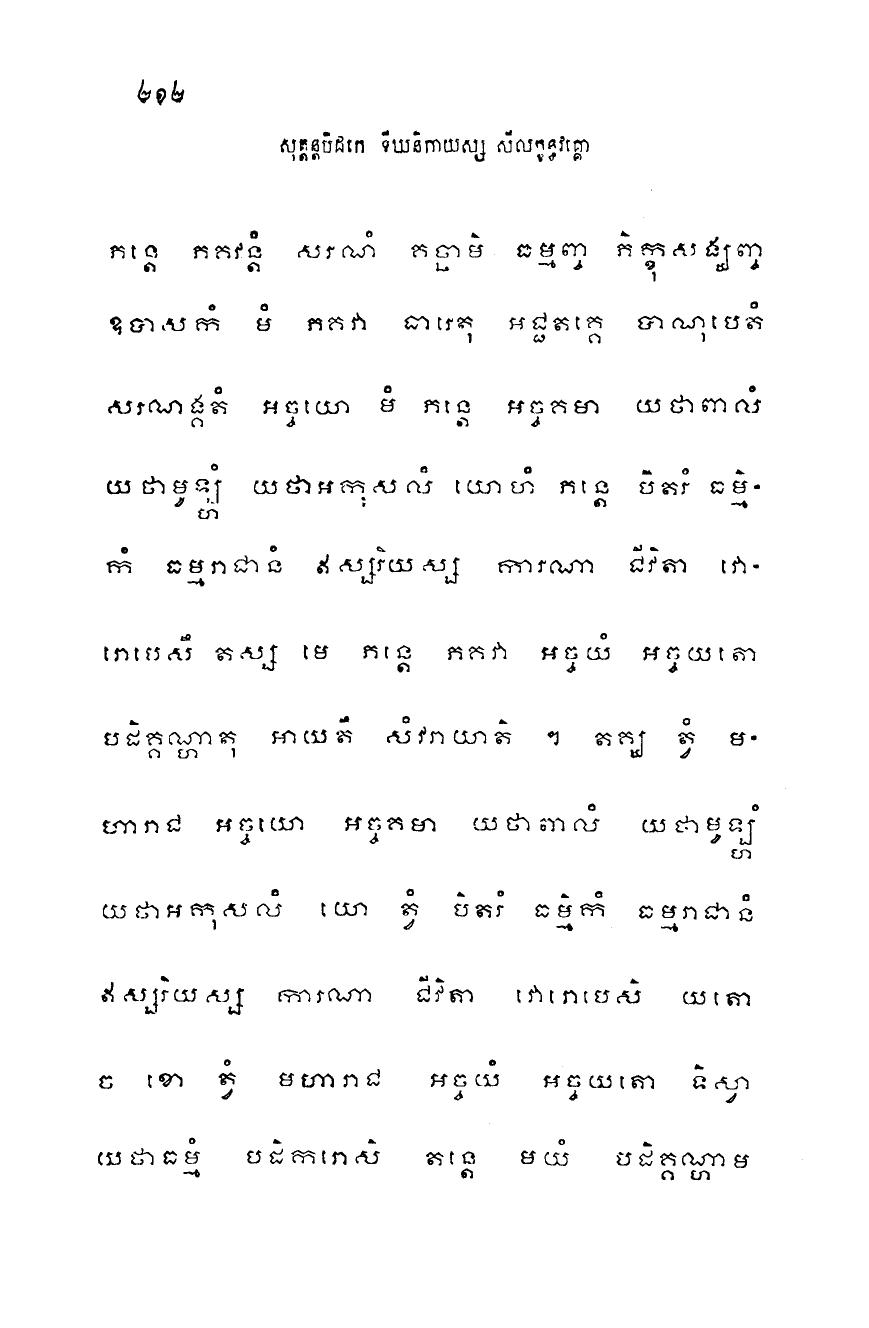 ២១២
សុត្តន្តបិដកេ ទីឃនិកាយស្ស សីលក្ខន្ធវគ្គោ
ភន្តេ ភគវន្តំ សរណំ គច្ឆាមិ ធម្មញ្ច ភិក្ខុសង្ឃញ្ច
ឧបាសកំ មំ ភគវា ធារេតុ អជ្ជតគ្គេ បាណុបេតំ
សរណង្គតំ អច្ចយោ មំ ភន្តេ អច្ចគមា យថាពាលំ
យថាមូឡ្ហំ យថាអកុសលំ យោហំ ភន្តេ បិតរំ ធម្មិ-
កំ ធម្មរាជានំ ឥស្សរិយស្ស ការណា ជីវិតា វោ-
រោបេសឹ តស្ស មេ ភន្តេ ភគវា អច្ចយំ អច្ចយតោ
បដិគ្គណ្ហាតុ អាយតឹ សំវរាយាតិ ។ តគ្ឃ ត្វំ ម-
ហារាជ អច្ចយោ អច្ចគមា យថាពាលំ យថាមូឡ្ហំ
យថាអកុសលំ យោ ត្វំ បិតរំ ធម្មិកំ ធម្មរាជានំ
ឥស្សរិយស្ស ការណា ជីវិតា វោរោបេសិ យតោ
ច ខោ ត្វំ មហារាជ អច្ចយំ អច្ចយតោ ទិស្វា
យថាធម្មំ បដិករោសិ តន្តេ មយំ បដិគ្គណ្ហាម